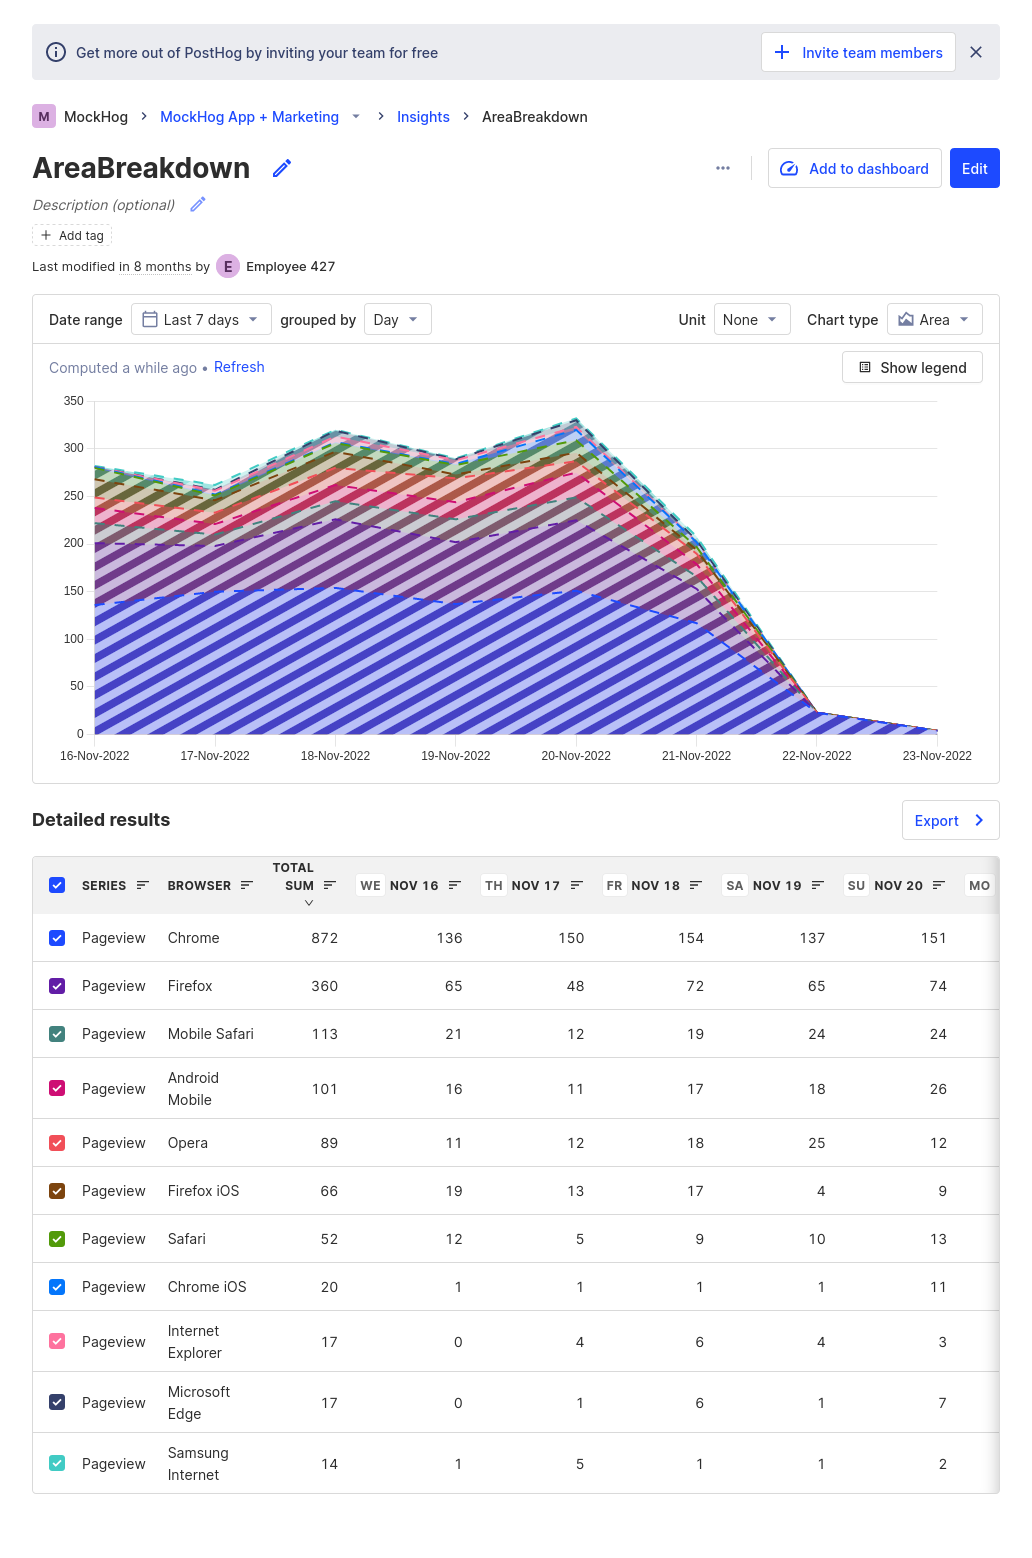 Get more out of PostHog by inviting your team for free
Invite team members
M MockHog > MockHog App + Marketing > Insights > AreaBreakdown
AreaBreakdown
Add to dashboard
Edit
Description (optional)
Add tag
Last modified in 8 months by E Employee 427
Date range Last 7 days grouped by Day Unit None Chart type Area
Computed a while ago • Refresh
Show legend
350
300
250
200
150
100
50
0
16-Nov-2022 17-Nov-2022 18-Nov-2022 19-Nov-2022 20-Nov-2022 21-Nov-2022 22-Nov-2022 23-Nov-2022
Detailed results
Export
SERIES BROWSER TOTAL SUM WE NOV 16 TH NOV 17 FR NOV 18 SA NOV 19 SU NOV 20 MO
Pageview Chrome 872 136 150 154 137 151
Pageview Firefox 360 65 48 72 65 74
Pageview Mobile Safari 113 21 12 19 24 24
Pageview Android Mobile 101 16 11 17 18 26
Pageview Opera 89 11 12 18 25 12
Pageview Firefox iOS 66 19 13 17 4 9
Pageview Safari 52 12 5 9 10 13
Pageview Chrome iOS 20 1 1 1 1 11
Pageview Internet Explorer 17 0 4 6 4 3
Pageview Microsoft Edge 17 0 1 6 1 7
Pageview Samsung Internet 14 1 5 1 1 2